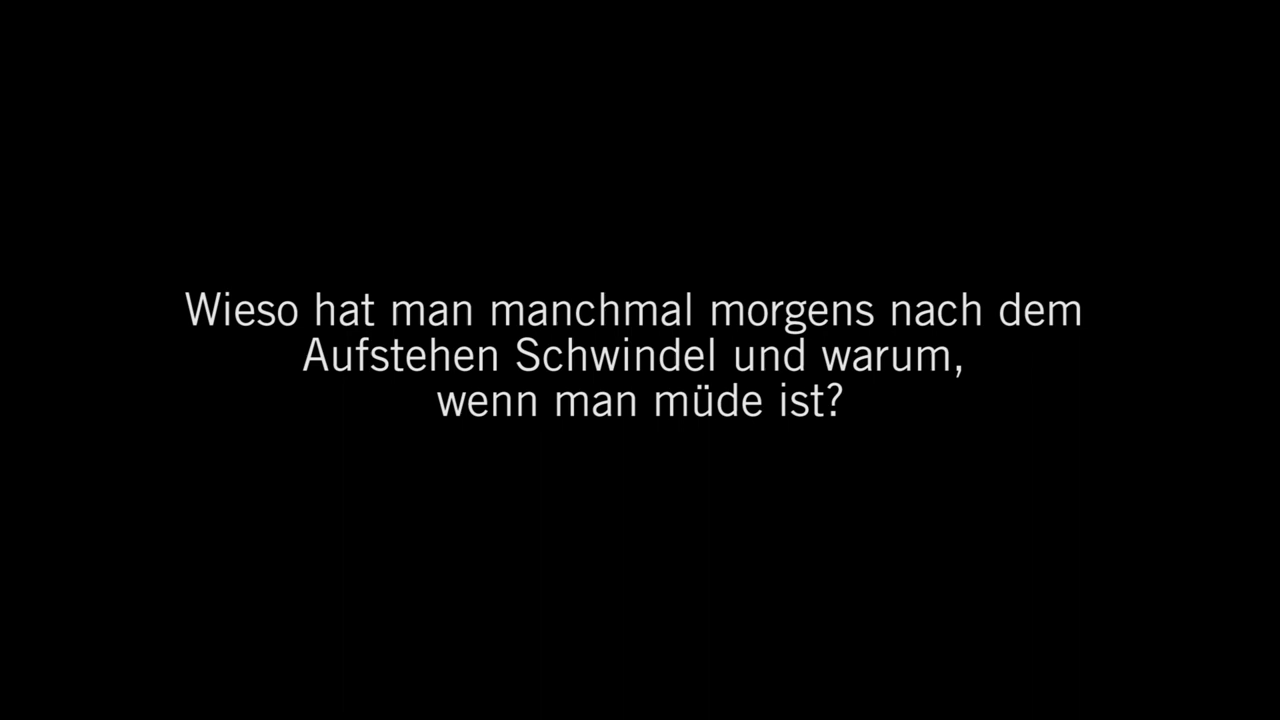 Wieso hat man manchmal morgens nach dem
Aufstehen Schwindel und warum,
wenn man müde ist?